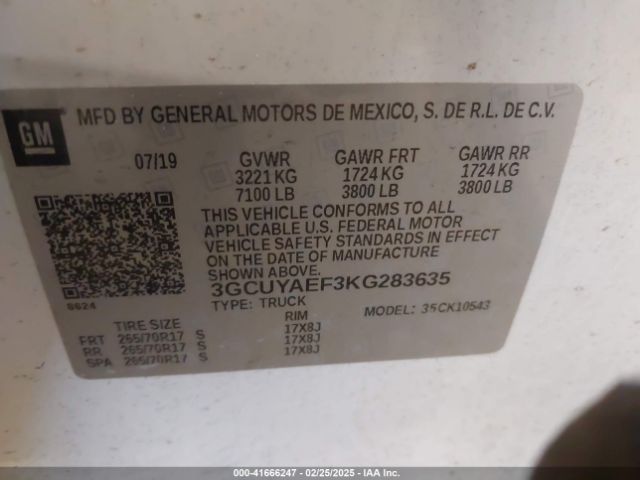 GM
MFD BY GENERAL MOTORS DE MEXICO, S. DE R.L. DE C.V.
07/19 GVWR GAWR FRT GAWR RR
3221 KG 1724 KG 1724 KG
7100 LB 3800 LB 3800 LB
THIS VEHICLE CONFORMS TO ALL
APPLICABLE U.S. FEDERAL MOTOR
VEHICLE SAFETY STANDARDS IN EFFECT
ON THE DATE OF MANUFACTURE
SHOWN ABOVE.
3GCUYAEF3KG283635
8624
TYPE: TRUCK MODEL: 35CK10543
TIRE SIZE RIM
FRT 265/70R17 S 17X8J
RR 265/70R17 S 17X8J
SPA 265/70R17 S 17X8J
000-41666247 - 02/25/2025 - IAA Inc.